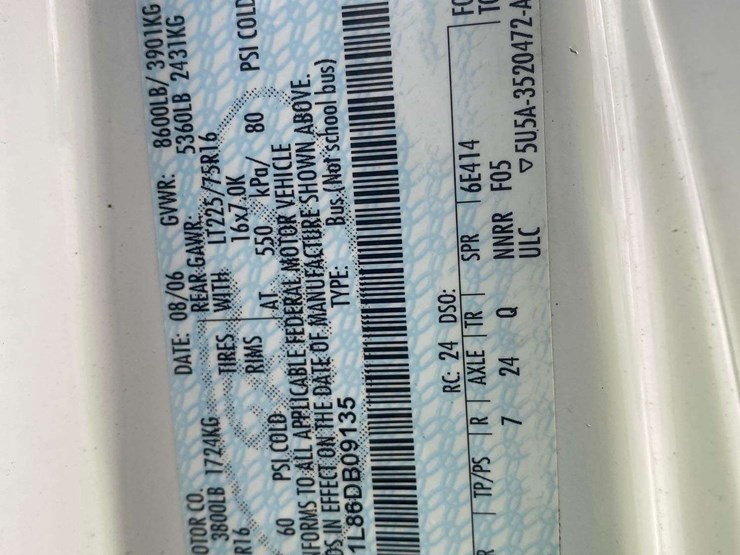 OTOR CO. DATE: 08/06 GVWR: 8600LB/ 3901KG
3800LB 1724KG REAR GAWR: 5360LB 2431KG
R16 TIRES WITH LT225/75R16
RIMS 16x7.0K
60 PSI COLD AT 550 kPa/ 80 PSI COLD
NFORMS TO ALL APPLICABLE FEDERAL MOTOR VEHICLE
DS IN EFFECT ON THE DATE OF MANUFACTURE SHOWN ABOVE.
1L86DB09135 TYPE: Bus (Not school bus)
RC: 24 DSO: FO
R TP/PS R AXLE TR SPR 6E414 TO
7 24 Q NNRR F05
ULC ▽5U5A-3520472-A